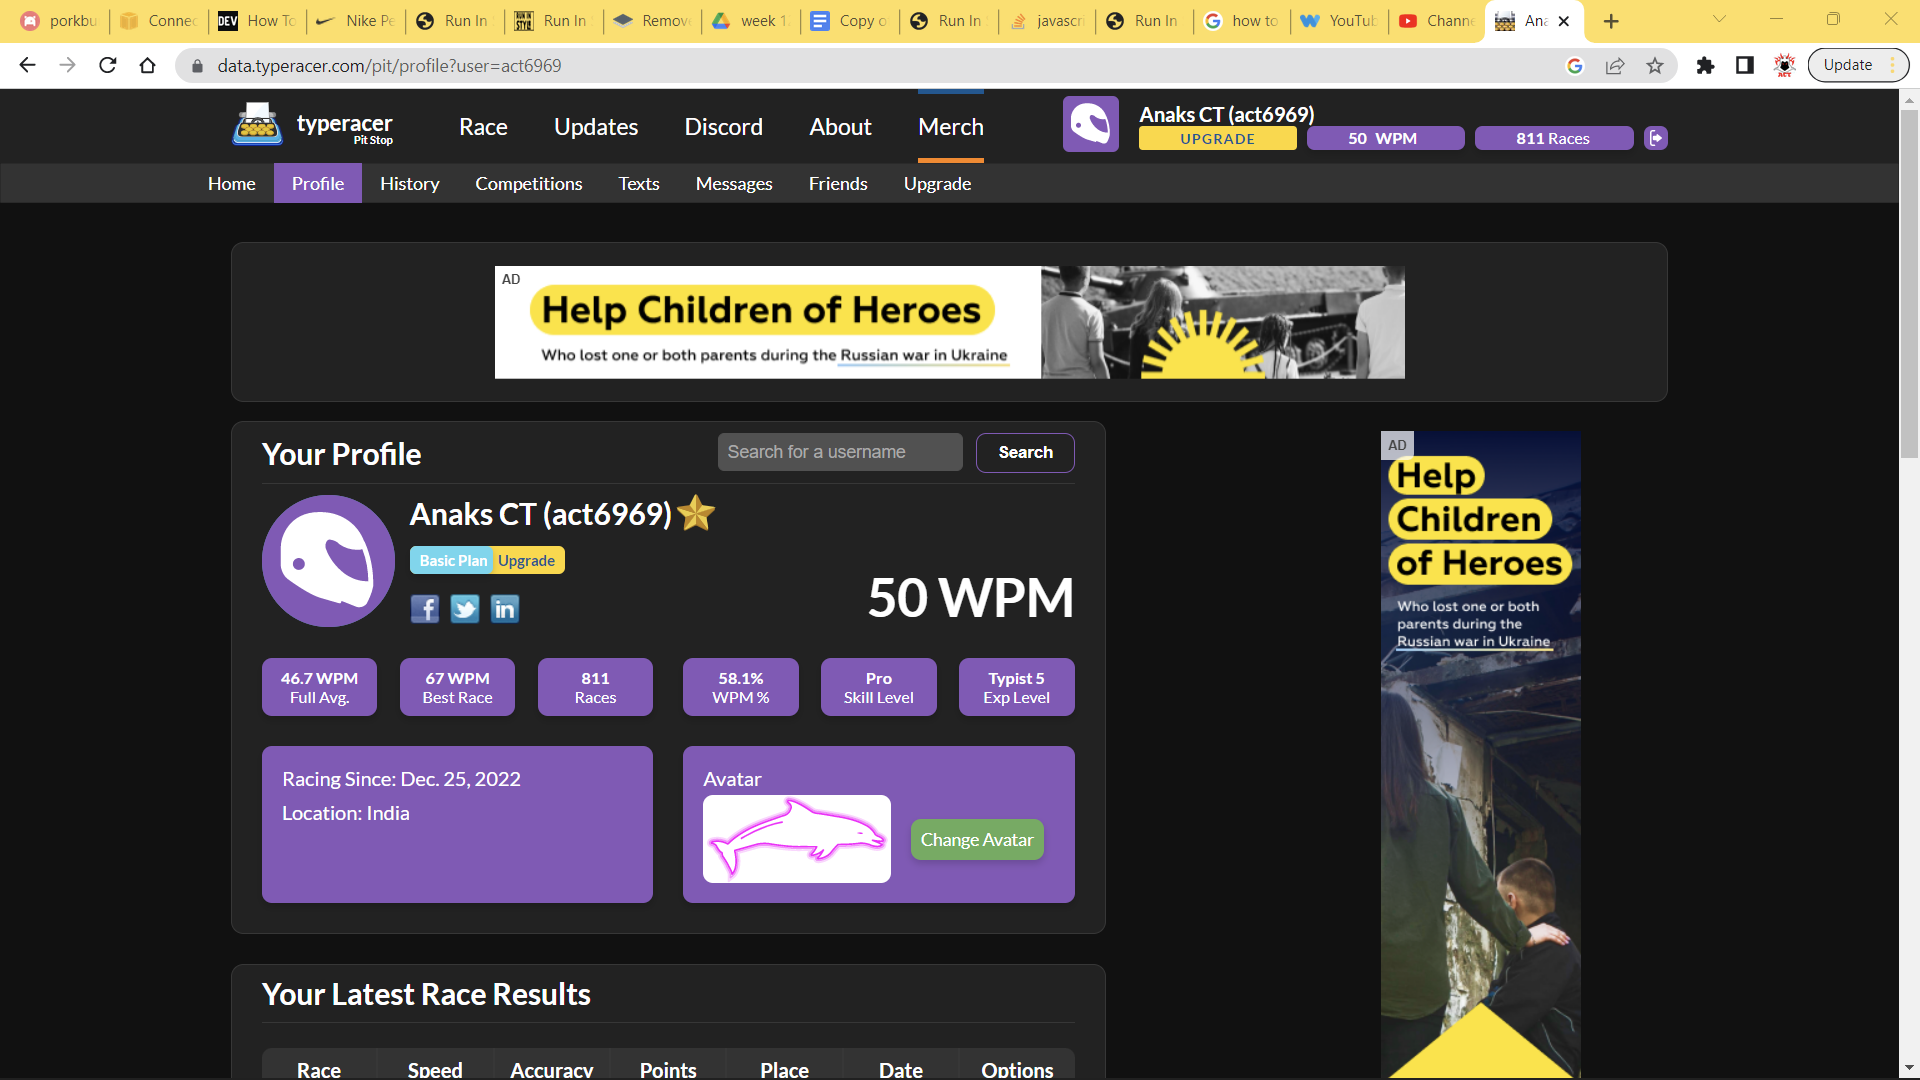 porkbu
Connec
DEV How To
Nike Pe
Run In
RUN IN STYLE Run In
Remov
week 1
Copy o
Run In
javascri
Run In
how to
YouTub
Channe
Ana
data.typeracer.com/pit/profile?user=act6969
Update
typeracer
Pit Stop
Race
Updates
Discord
About
Merch
Anaks CT (act6969)
UPGRADE
50 WPM
811 Races
Home
Profile
History
Competitions
Texts
Messages
Friends
Upgrade
AD
Help Children of Heroes
Who lost one or both parents during the Russian war in Ukraine
Your Profile
Search for a username
Search
Anaks CT (act6969)
Basic Plan
Upgrade
50 WPM
46.7 WPM
Full Avg.
67 WPM
Best Race
811
Races
58.1%
WPM %
Pro
Skill Level
Typist 5
Exp Level
Racing Since: Dec. 25, 2022
Location: India
Avatar
Change Avatar
Your Latest Race Results
Race
Speed
Accuracy
Points
Place
Date
Options
AD
Help
Children
of Heroes
Who lost one or both
parents during the
Russian war in Ukraine